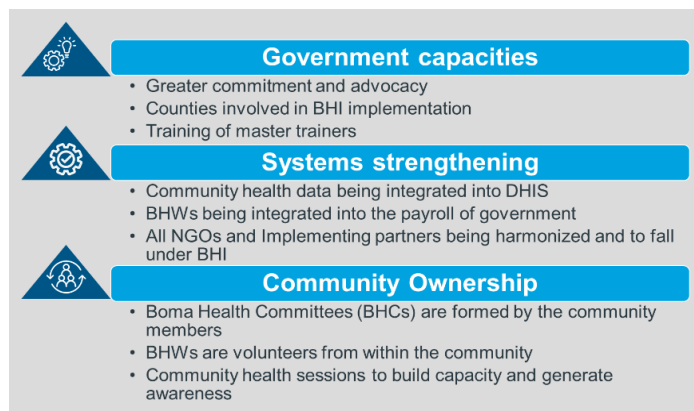 Government capacities
• Greater commitment and advocacy
• Counties involved in BHI implementation
• Training of master trainers
Systems strengthening
• Community health data being integrated into DHIS
• BHWs being integrated into the payroll of government
• All NGOs and Implementing partners being harmonized and to fall
under BHI
Community Ownership
• Boma Health Committees (BHCs) are formed by the community
members
• BHWs are volunteers from within the community
• Community health sessions to build capacity and generate
awareness